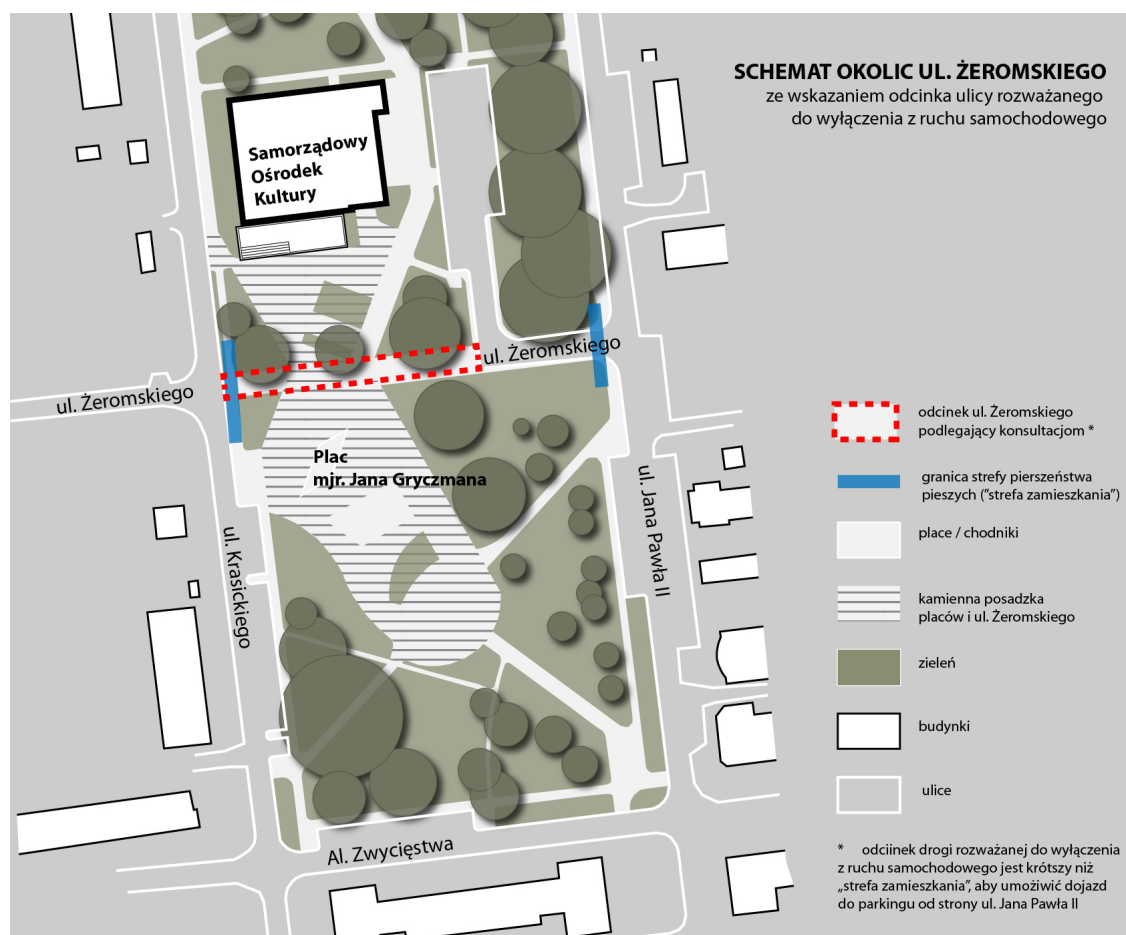 SCHEMAT OKOLIC UL. ŻEROMSKIEGO
ze wskazaniem odcinka ulicy rozważanego
do wyłączenia z ruchu samochodowego
Samorządowy
Ośrodek
Kultury
ul. Żeromskiego
ul. Żeromskiego
Plac
mjr. Jana Gryczmana
ul. Krasickiego
ul. Jana Pawła II
Al. Zwycięstwa
odcinek ul. Żeromskiego
podlegający konsultacjom *
granica strefy pierszeństwa
pieszych ("strefa zamieszkania")
place / chodniki
kamienna posadzka
placów i ul. Żeromskiego
zieleń
budynki
ulice
* odciinek drogi rozważanej do wyłączenia
z ruchu samochodowego jest krótszy niż
„strefa zamieszkania”, aby umożiwić dojazd
do parkingu od strony ul. Jana Pawła II